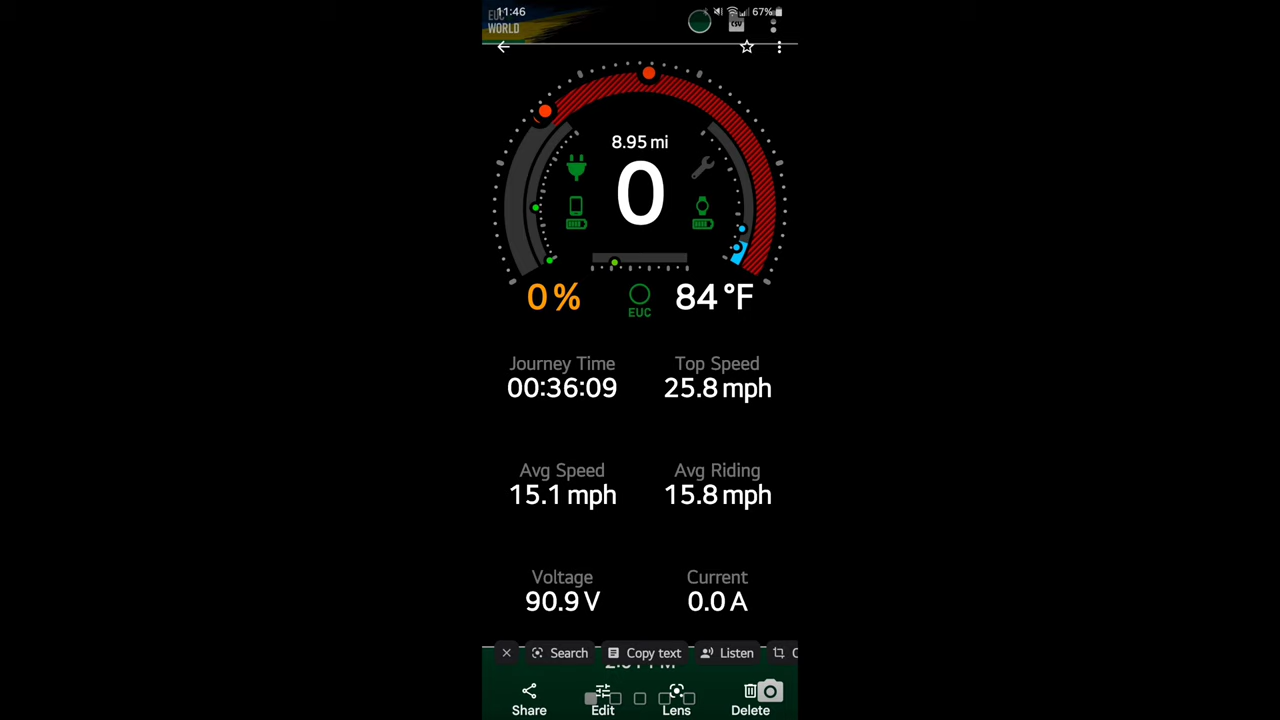 11:46
67%
EUC
WORLD
CSV
8.95 mi
0
0 %
EUC
84 °F
Journey Time
Top Speed
00:36:09
25.8 mph
Avg Speed
Avg Riding
15.1 mph
15.8 mph
Voltage
Current
90.9 V
0.0 A
Search
Copy text
Listen
Share
Edit
Lens
Delete